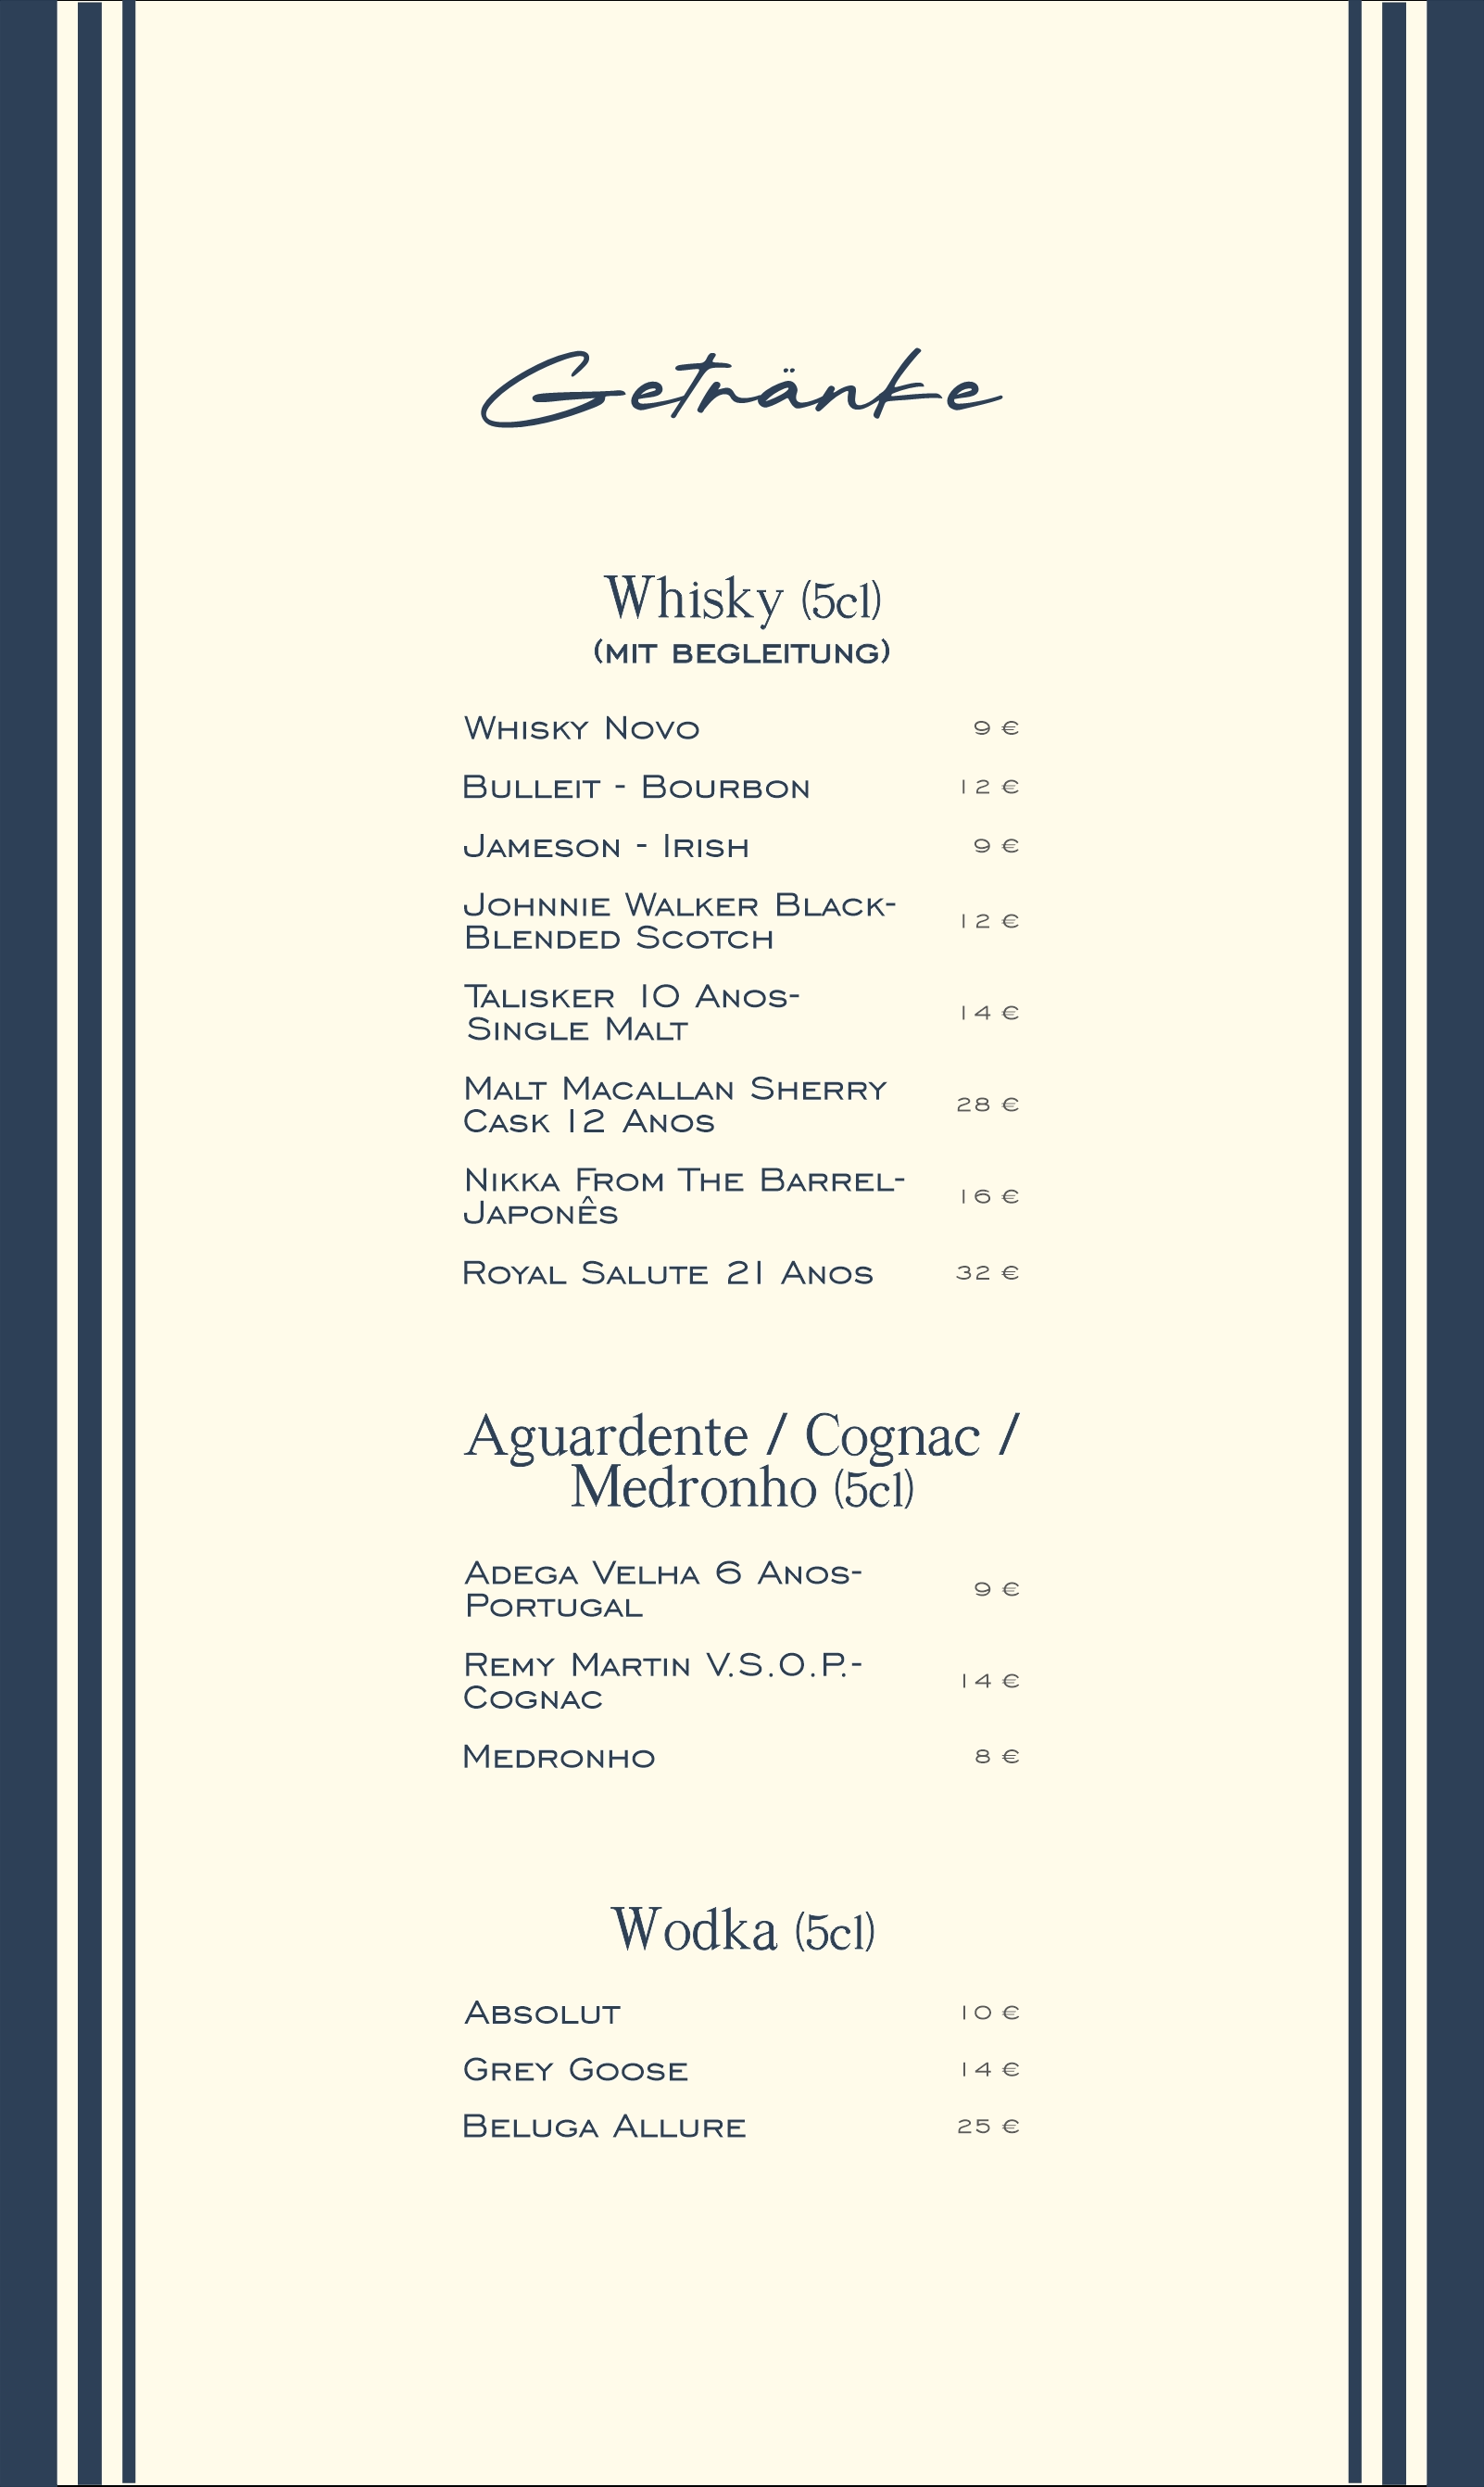 Getränke
Whisky (5cl)
(MIT BEGLEITUNG)
Whisky Novo 9 €
Bulleit - Bourbon 12 €
Jameson - Irish 9 €
Johnnie Walker Black-
Blended Scotch 12 €
Talisker 10 Anos-
Single Malt 14 €
Malt Macallan Sherry
Cask 12 Anos 28 €
Nikka From The Barrel-
Japonês 16 €
Royal Salute 21 Anos 32 €
Aguardente / Cognac /
Medronho (5cl)
Adega Velha 6 Anos-
Portugal 9 €
Remy Martin V.S.O.P.-
Cognac 14 €
Medronho 8 €
Wodka (5cl)
Absolut 10 €
Grey Goose 14 €
Beluga Allure 25 €